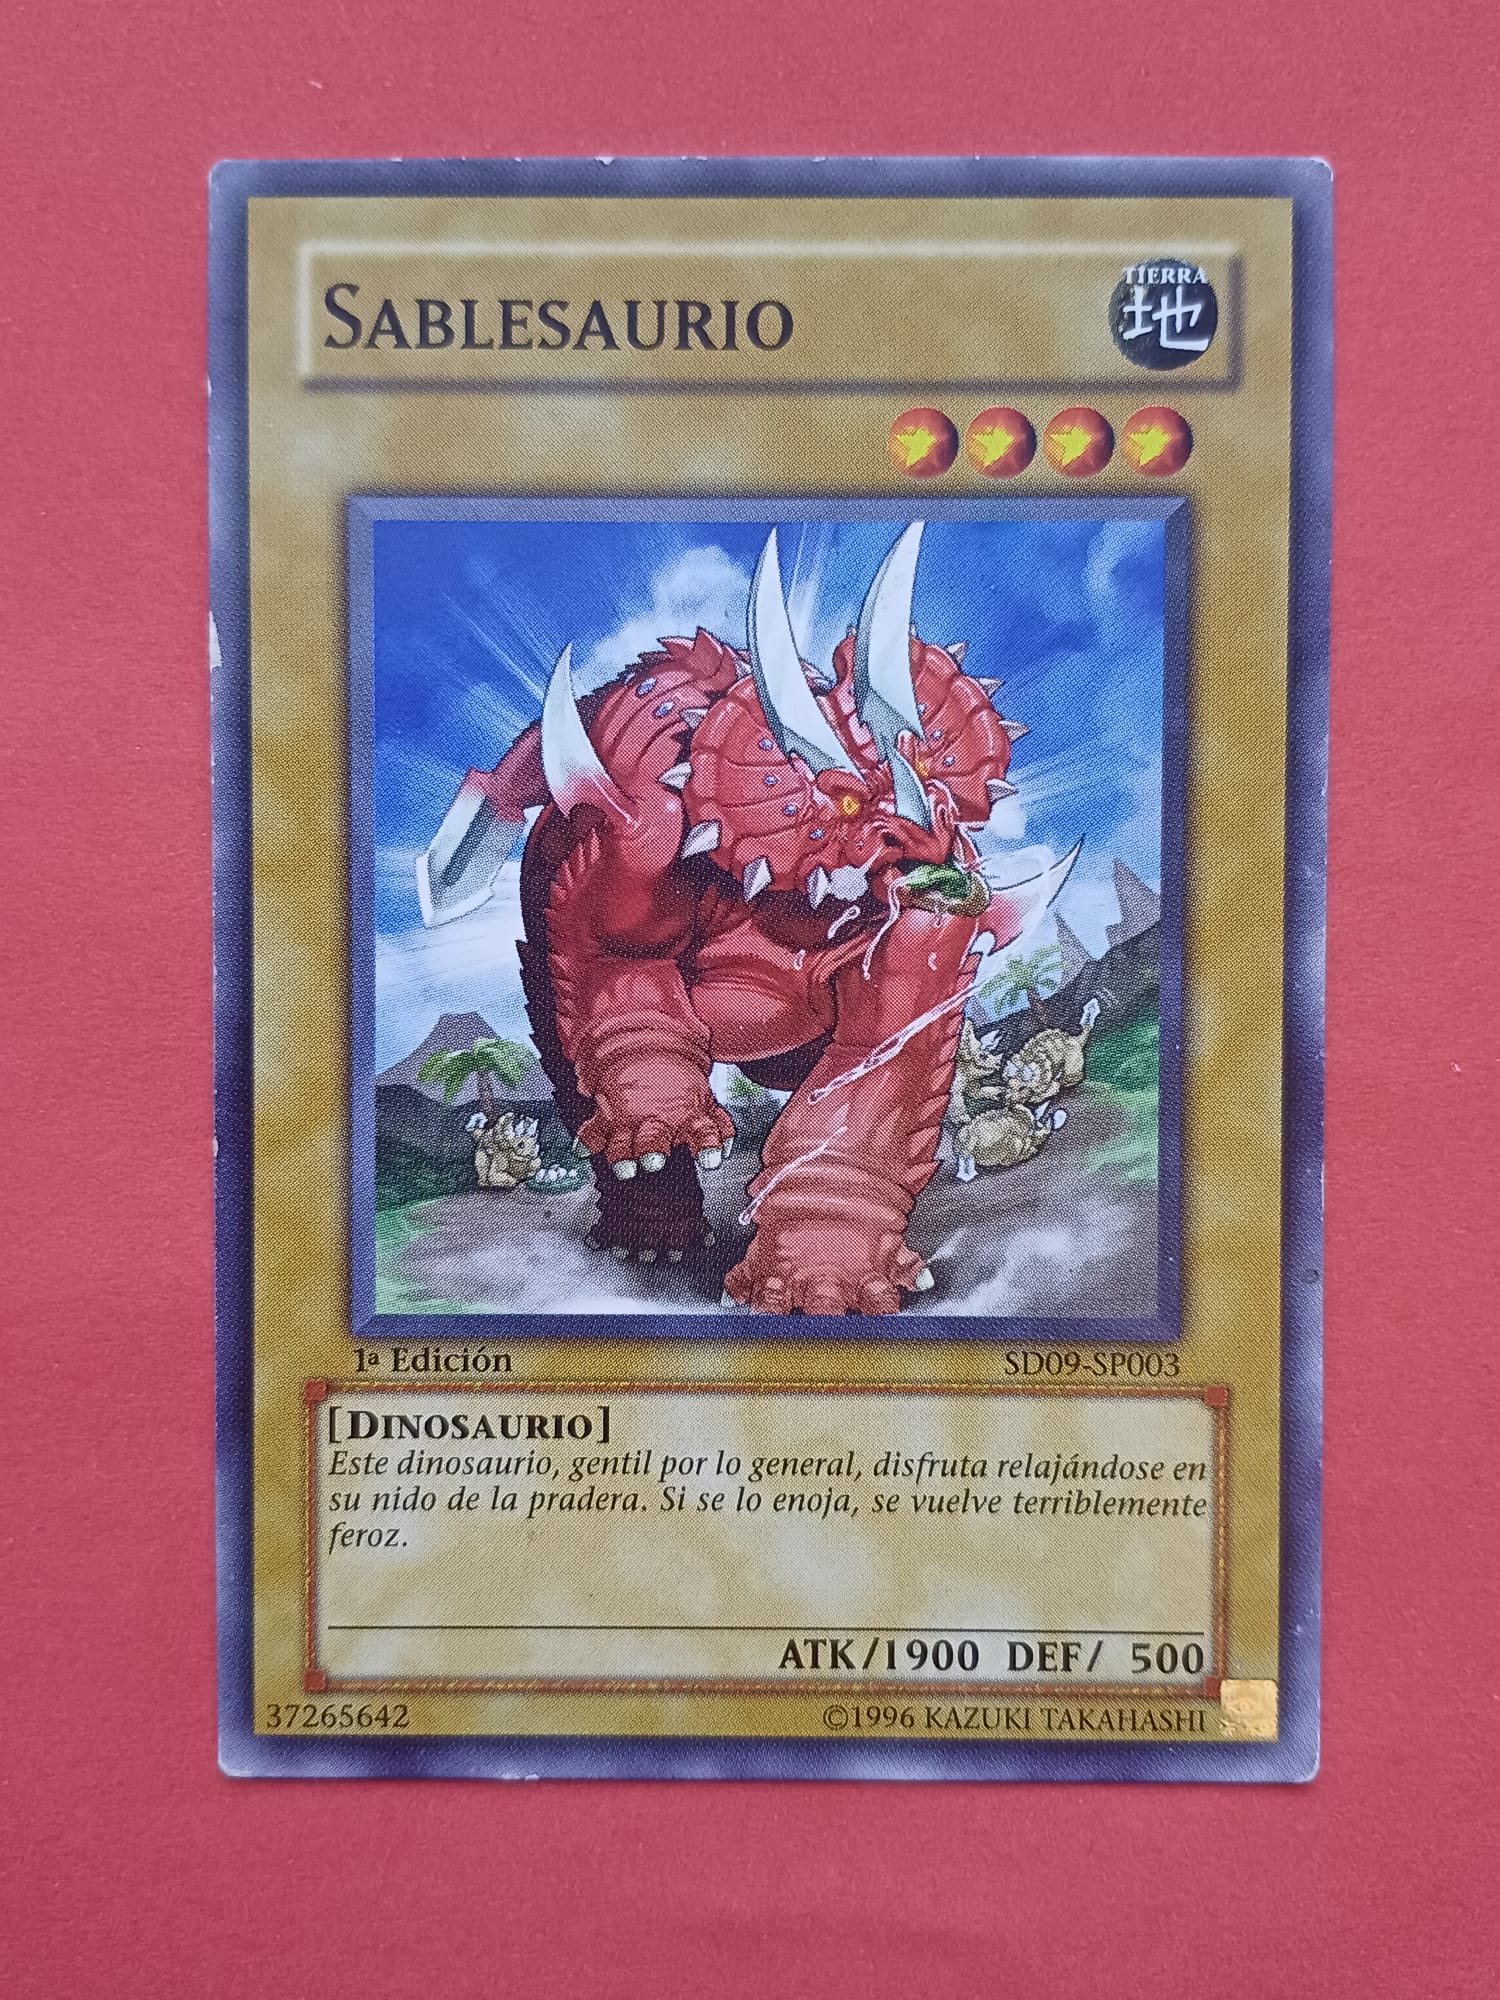 Sablesaurio
TIERRA
地
1ª Edición
SD09-SP003
[Dinosaurio]
Este dinosaurio, gentil por lo general, disfruta relajándose en
su nido de la pradera. Si se lo enoja, se vuelve terriblemente
feroz.
ATK/1900 DEF/ 500
37265642
©1996 KAZUKI TAKAHASHI